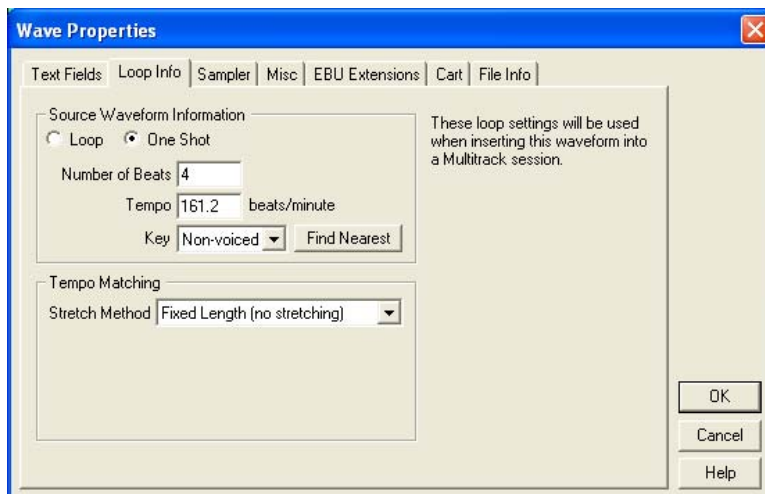 Wave Properties
Text Fields Loop Info Sampler Misc EBU Extensions Cart File Info
Source Waveform Information
Loop One Shot
Number of Beats 4
Tempo 161.2 beats/minute
Key Non-voiced Find Nearest
These loop settings will be used
when inserting this waveform into
a Multitrack session.
Tempo Matching
Stretch Method Fixed Length (no stretching)
OK
Cancel
Help